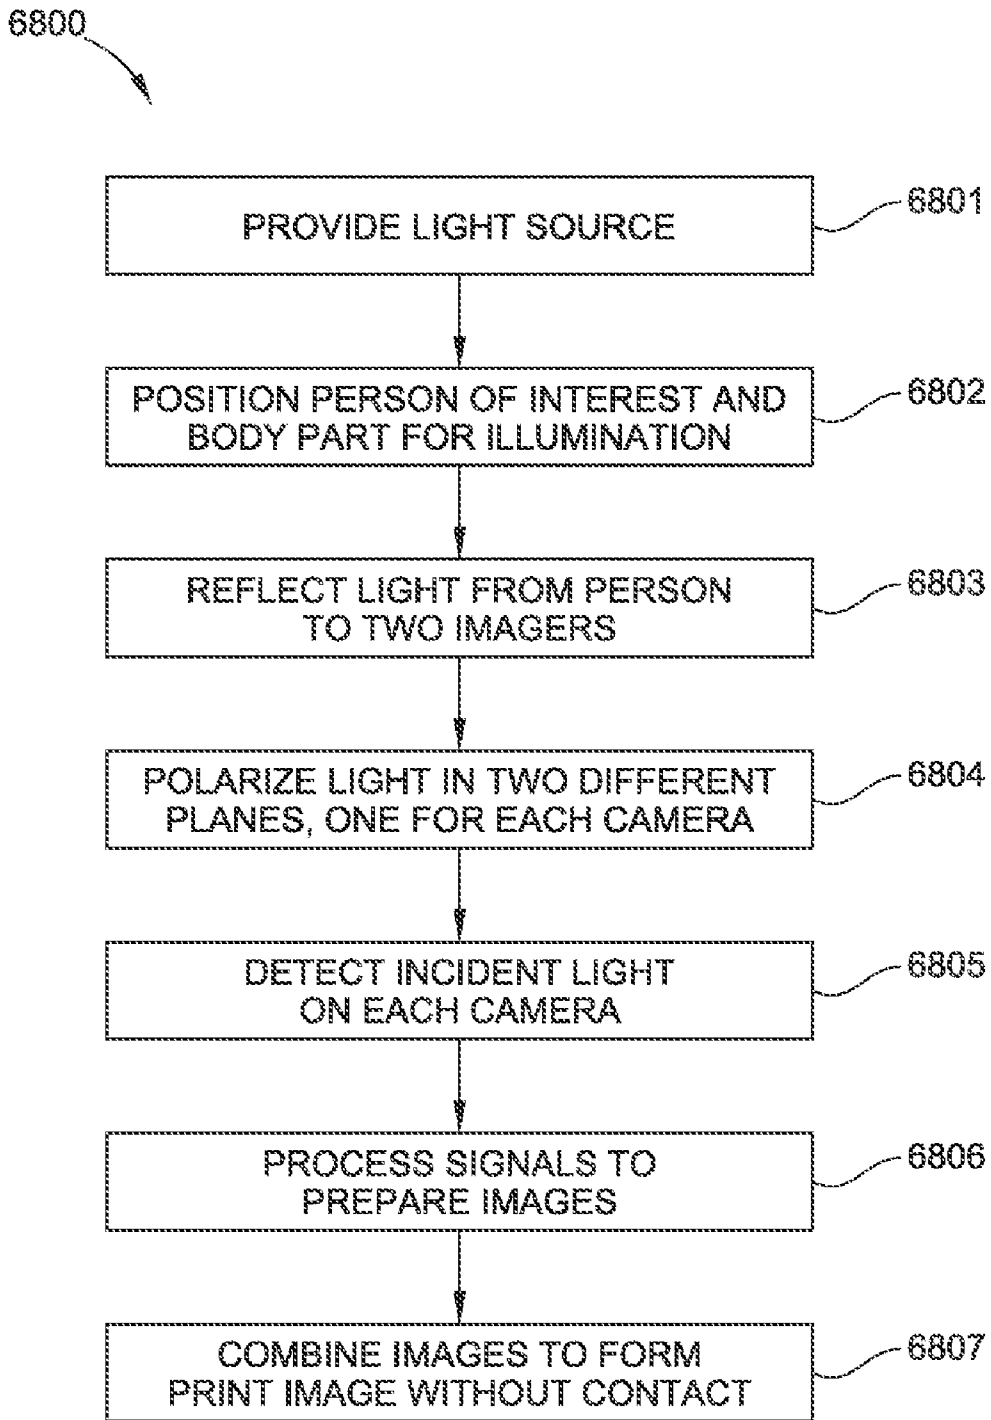 6800
PROVIDE LIGHT SOURCE
6801
POSITION PERSON OF INTEREST AND
BODY PART FOR ILLUMINATION
6802
REFLECT LIGHT FROM PERSON
TO TWO IMAGERS
6803
POLARIZE LIGHT IN TWO DIFFERENT
PLANES, ONE FOR EACH CAMERA
6804
DETECT INCIDENT LIGHT
ON EACH CAMERA
6805
PROCESS SIGNALS TO
PREPARE IMAGES
6806
COMBINE IMAGES TO FORM
PRINT IMAGE WITHOUT CONTACT
6807